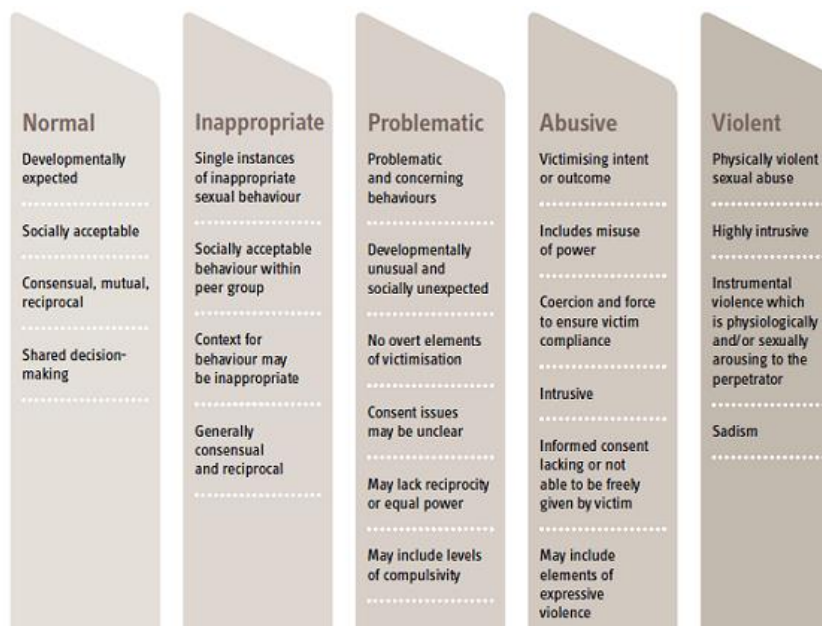 Normal
Developmentally
expected
Socially acceptable
Consensual, mutual,
reciprocal
Shared decision-
making
Inappropriate
Single instances
of inappropriate
sexual behaviour
Socially acceptable
behaviour within
peer group
Context for
behaviour may
be inappropriate
Generally
consensual
and reciprocal
Problematic
Problematic
and concerning
behaviours
Developmentally
unusual and
socially unexpected
No overt elements
of victimisation
Consent issues
may be unclear
May lack reciprocity
or equal power
May include levels
of compulsivity
Abusive
Victimising intent
or outcome
Includes misuse
of power
Coercion and force
to ensure victim
compliance
Intrusive
Informed consent
lacking or not
able to be freely
given by victim
May include
elements of
expressive
violence
Violent
Physically violent
sexual abuse
Highly intrusive
Instrumental
violence which
is physiologically
and/or sexually
arousing to the
perpetrator
Sadism